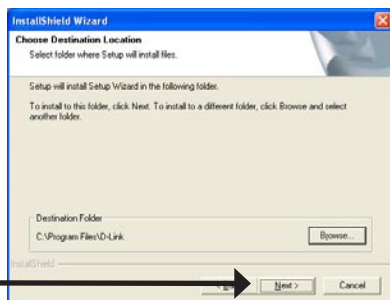 InstallShield Wizard
Choose Destination Location
Select folder where Setup will install files.
Setup will install Setup Wizard in the following folder.
To install to this folder, click Next. To install to a different folder, click Browse and select
another folder.
Destination Folder
C:\Program Files\D-Link
Browse...
InstallShield
Next >
Cancel